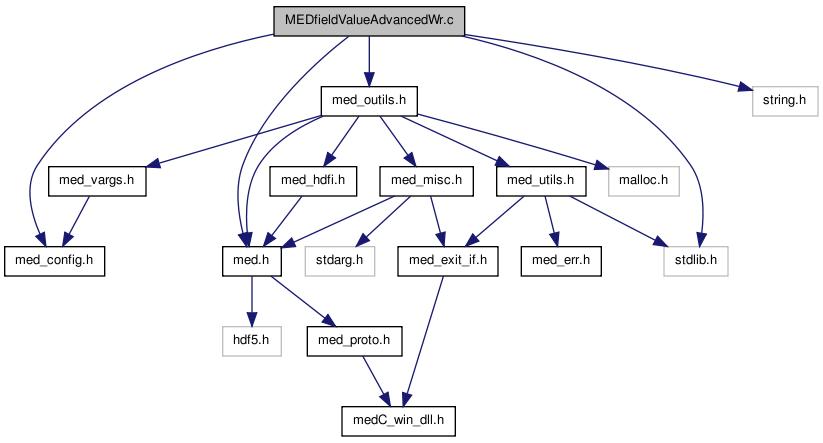 MEDfieldValueAdvancedWr.c
med_outils.h
string.h
med_vargs.h
med_hdfi.h
med_misc.h
med_utils.h
malloc.h
med_config.h
med.h
stdarg.h
med_exit_if.h
med_err.h
stdlib.h
hdf5.h
med_proto.h
medC_win_dll.h